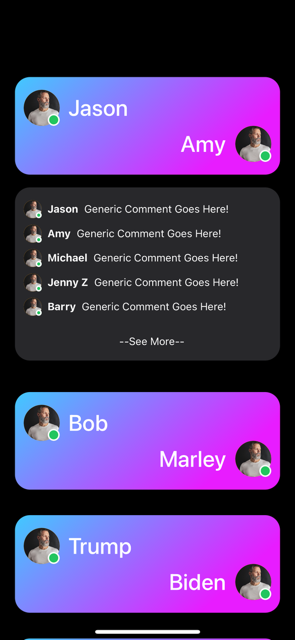 Jason
Amy
Jason Generic Comment Goes Here!
Amy Generic Comment Goes Here!
Michael Generic Comment Goes Here!
Jenny Z Generic Comment Goes Here!
Barry Generic Comment Goes Here!
--See More--
Bob
Marley
Trump
Biden